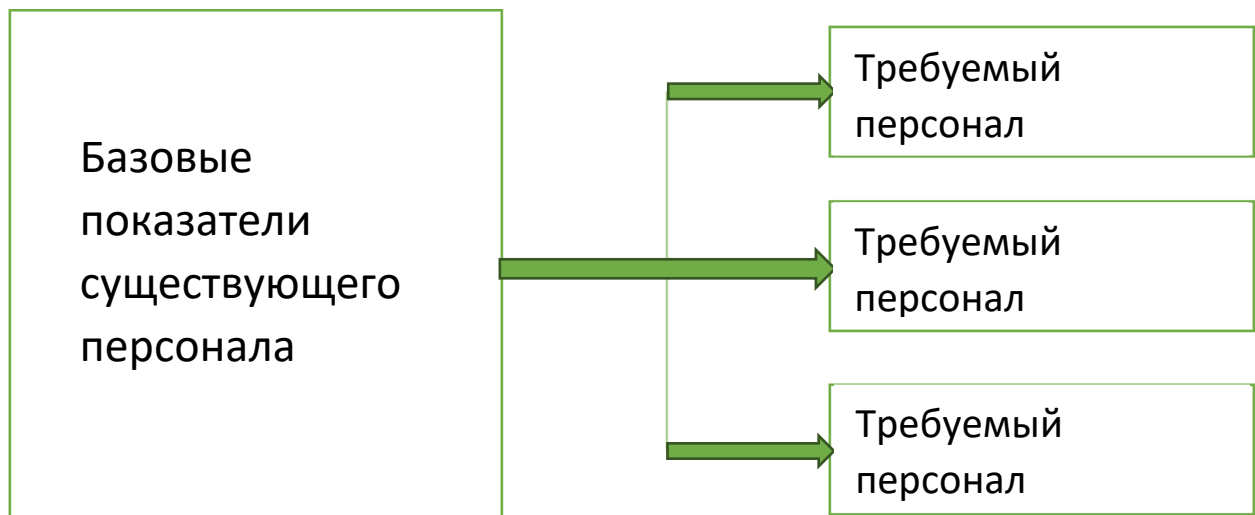 Базовые
показатели
существующего
персонала
Требуемый
персонал
Требуемый
персонал
Требуемый
персонал